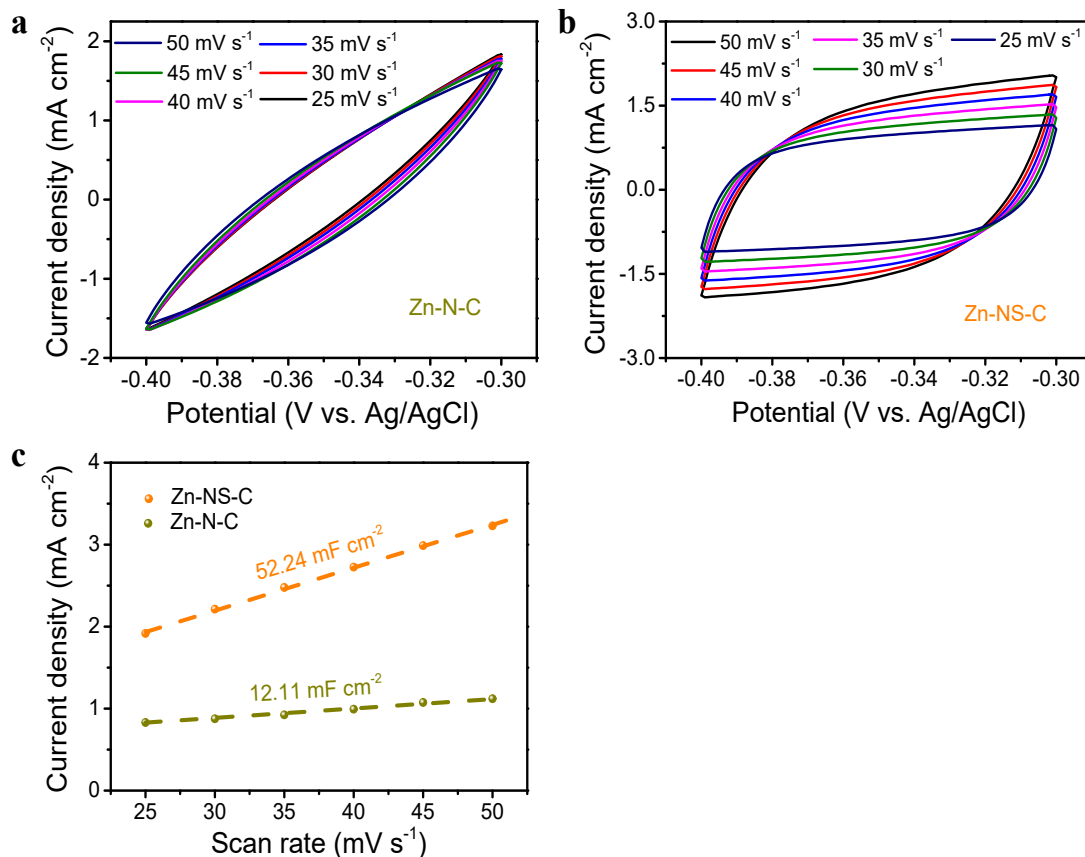 a
50 mV s⁻¹ 35 mV s⁻¹
45 mV s⁻¹ 30 mV s⁻¹
40 mV s⁻¹ 25 mV s⁻¹
2
1
0
-1
-2
Current density (mA cm⁻²)
Zn-N-C
-0.40 -0.38 -0.36 -0.34 -0.32 -0.30
Potential (V vs. Ag/AgCl)
b
50 mV s⁻¹ 35 mV s⁻¹ 25 mV s⁻¹
45 mV s⁻¹ 30 mV s⁻¹
40 mV s⁻¹
3.0
1.5
0.0
-1.5
-3.0
Current density (mA cm⁻²)
Zn-NS-C
-0.40 -0.38 -0.36 -0.34 -0.32 -0.30
Potential (V vs. Ag/AgCl)
c
Zn-NS-C
Zn-N-C
52.24 mF cm⁻²
12.11 mF cm⁻²
4
3
2
1
0
Current density (mA cm⁻²)
25 30 35 40 45 50
Scan rate (mV s⁻¹)